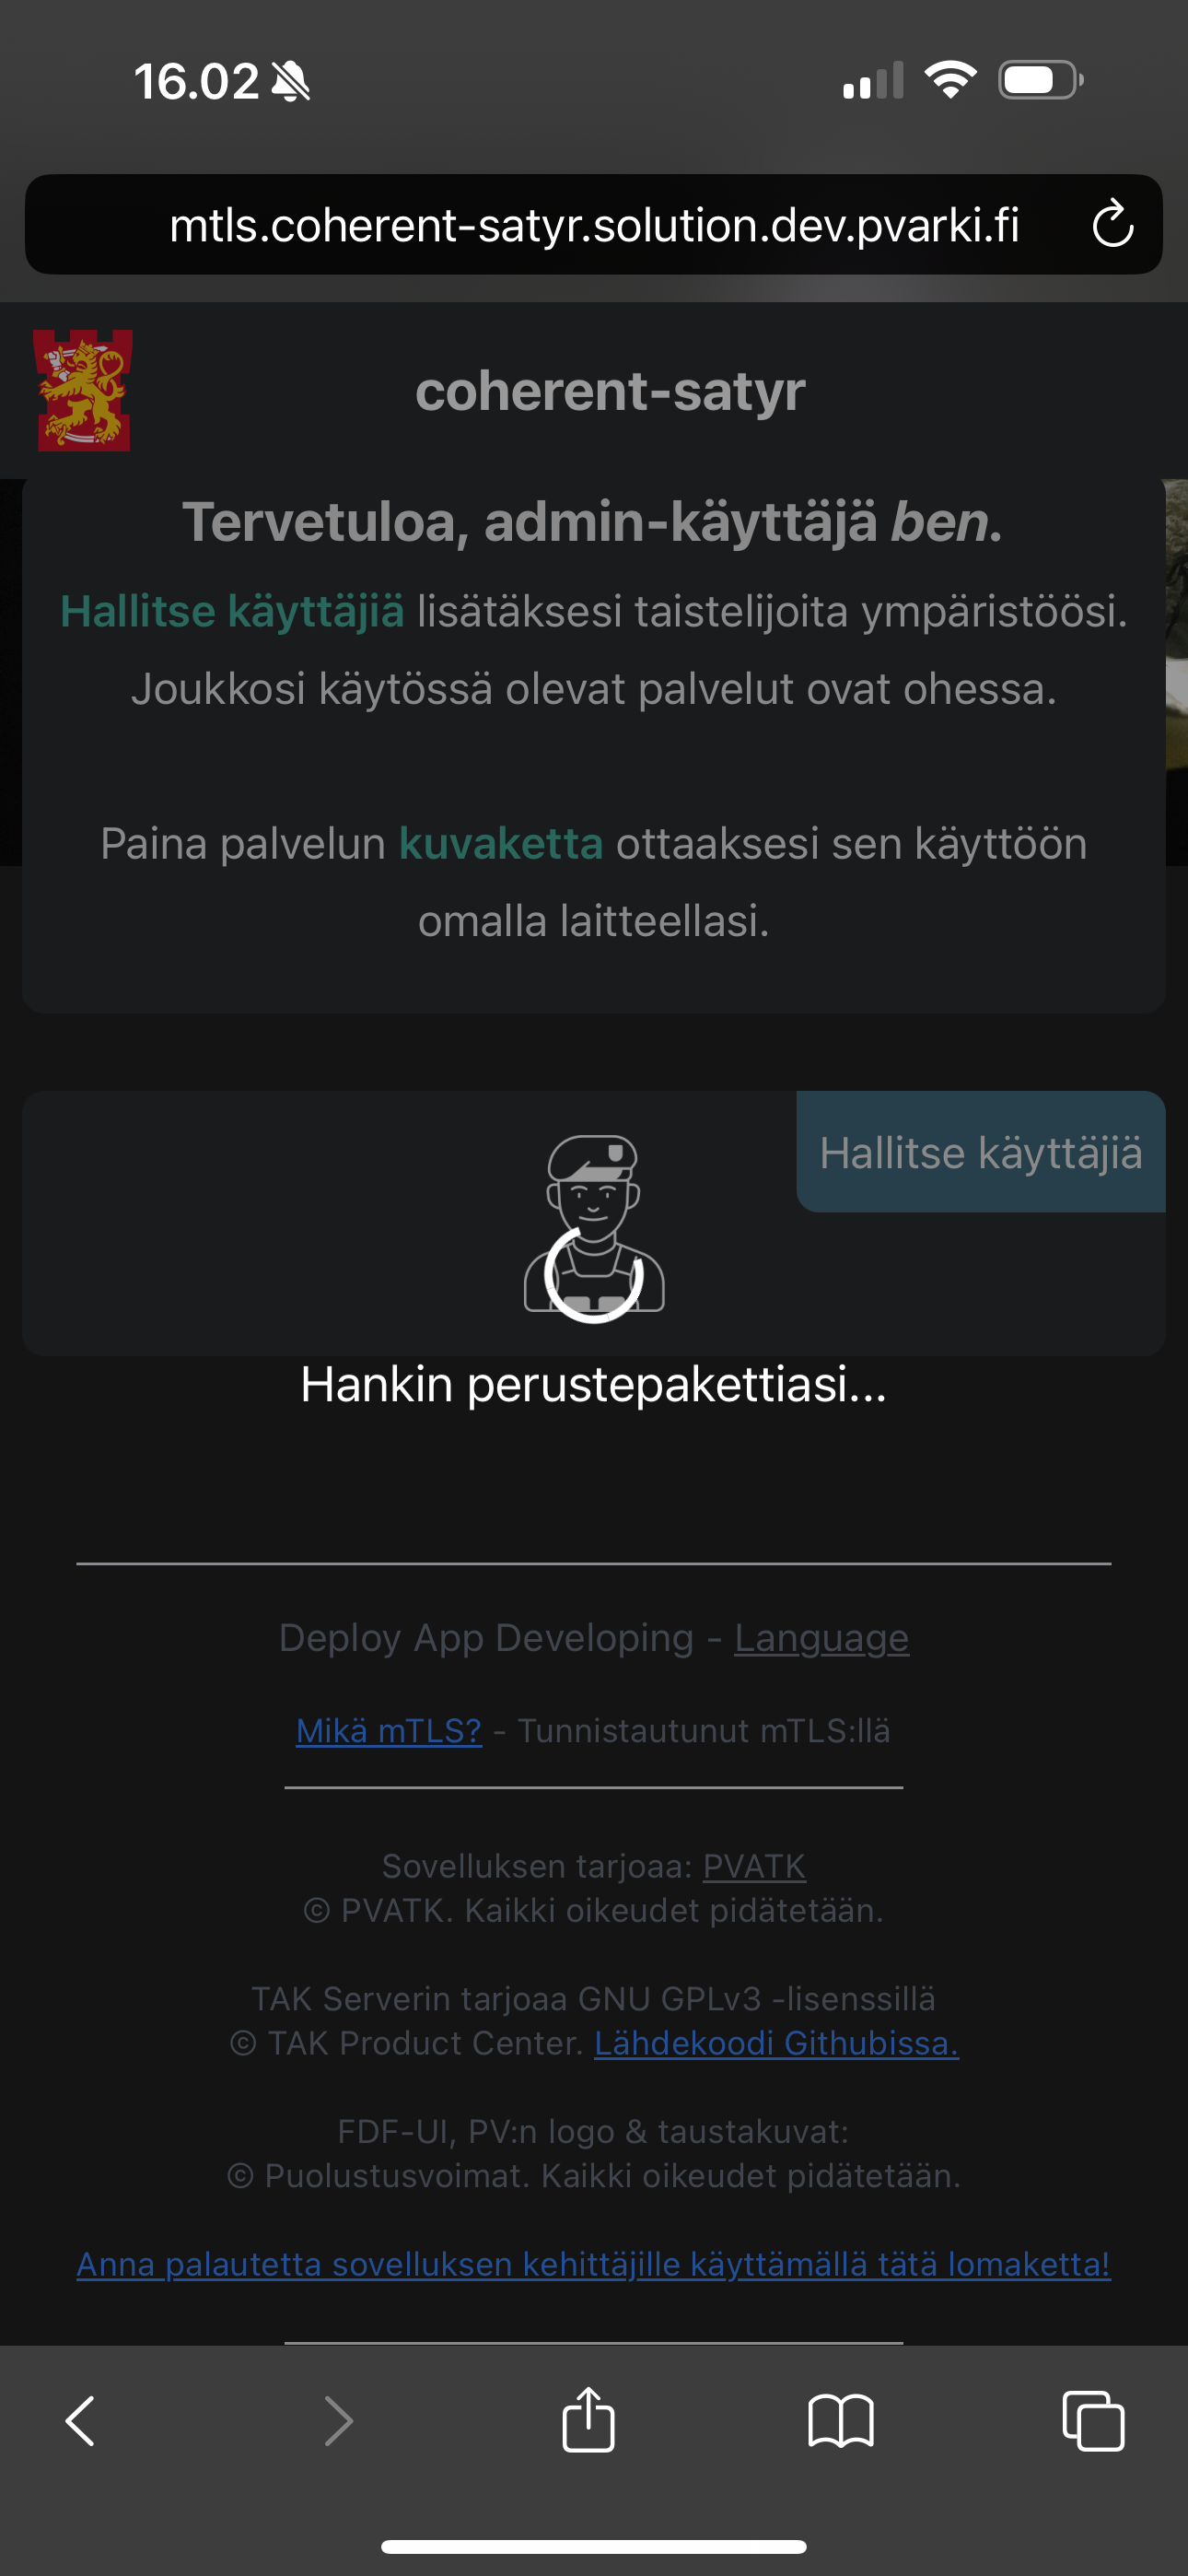 16.02
mtls.coherent-satyr.solution.dev.pvarki.fi
coherent-satyr
Tervetuloa, admin-käyttäjä ben.
Hallitse käyttäjiä lisätäksesi taistelijoita ympäristöösi.
Joukkosi käytössä olevat palvelut ovat ohessa.
Paina palvelun kuvaketta ottaaksesi sen käyttöön
omalla laitteellasi.
Hallitse käyttäjiä
Hankin perustepakettiasi...
Deploy App Developing - Language
Mikä mTLS? - Tunnistautunut mTLS:llä
Sovelluksen tarjoaa: PVATK
© PVATK. Kaikki oikeudet pidätetään.
TAK Serverin tarjoaa GNU GPLv3 -lisenssillä
© TAK Product Center. Lähdekoodi Githubissa.
FDF-UI, PV:n logo & taustakuvat:
© Puolustusvoimat. Kaikki oikeudet pidätetään.
Anna palautetta sovelluksen kehittäjille käyttämällä tätä lomaketta!